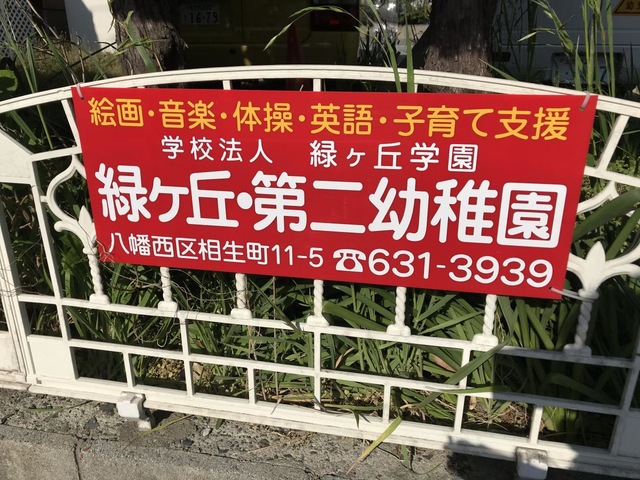 16-79
絵画・音楽・体操・英語・子育て支援
学校法人 緑ヶ丘学園
緑ヶ丘・第二幼稚園
八幡西区相生町11-5 ☎631-3939